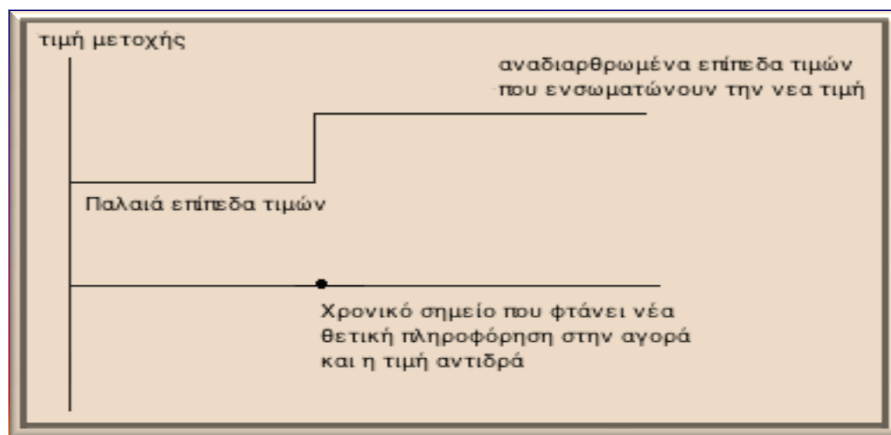 τιμή μετοχής
αναδιαρθρωμένα επίπεδα τιμών
που ενσωματώνουν την νεα τιμή
Παλαιά επίπεδα τιμών
Χρονικό σημείο που φτάνει νέα
θετική πληροφόρηση στην αγορά
και η τιμή αντιδρά